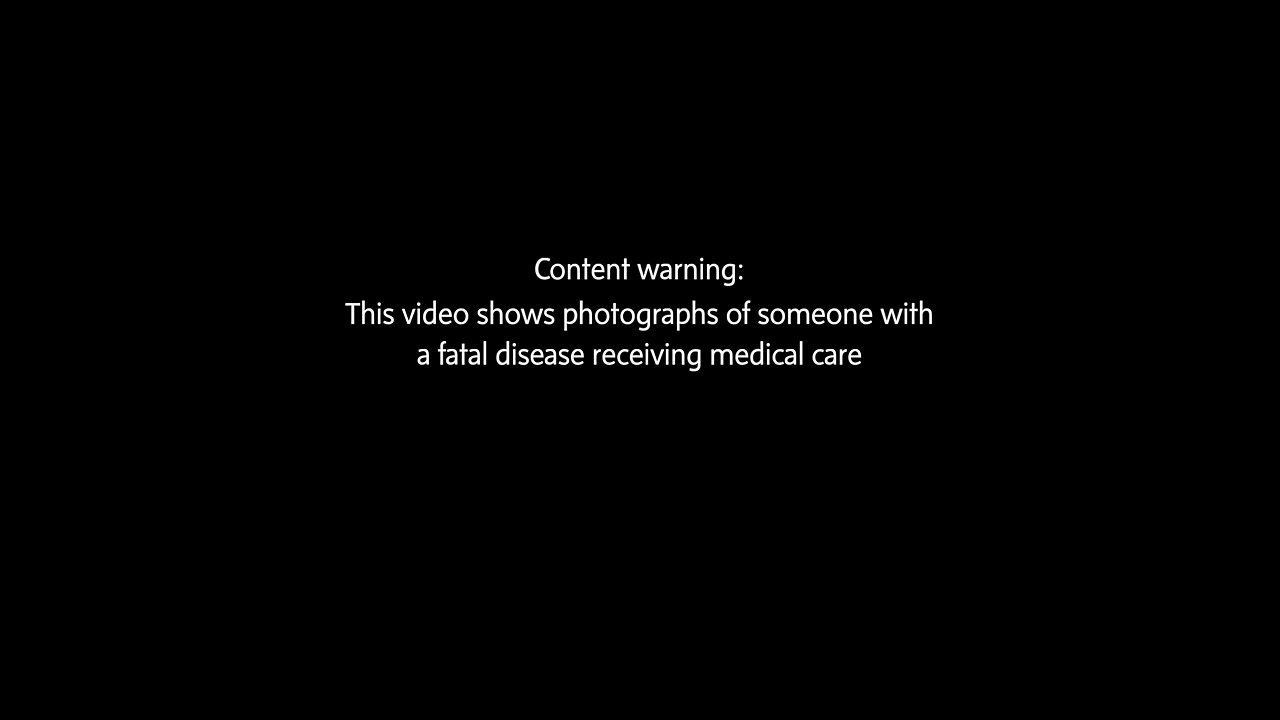 Content warning:
This video shows photographs of someone with
a fatal disease receiving medical care